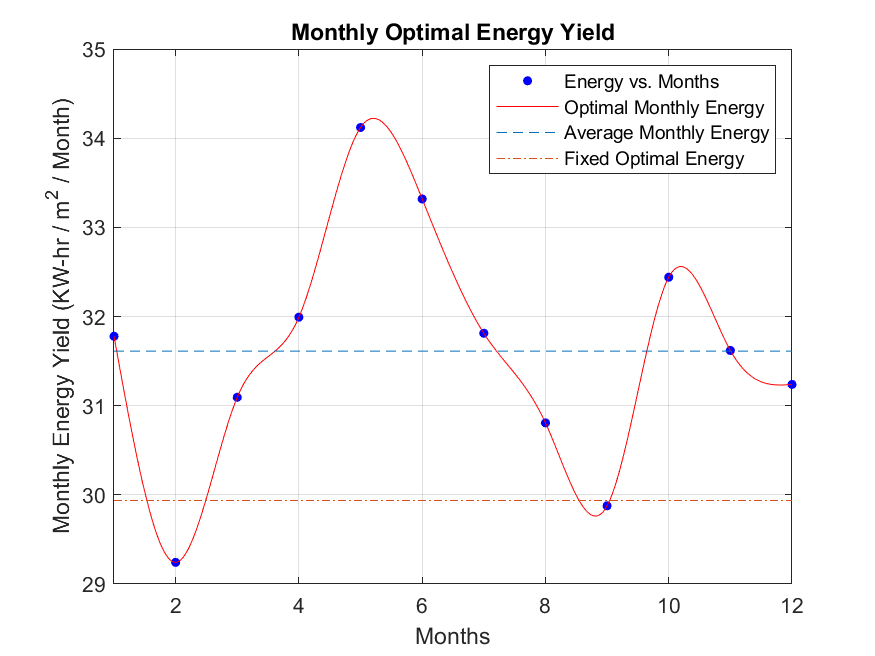 Monthly Optimal Energy Yield
Energy vs. Months
Optimal Monthly Energy
Average Monthly Energy
Fixed Optimal Energy
Monthly Energy Yield (KW-hr / m² / Month)
35
34
33
32
31
30
29
2 4 6 8 10 12
Months